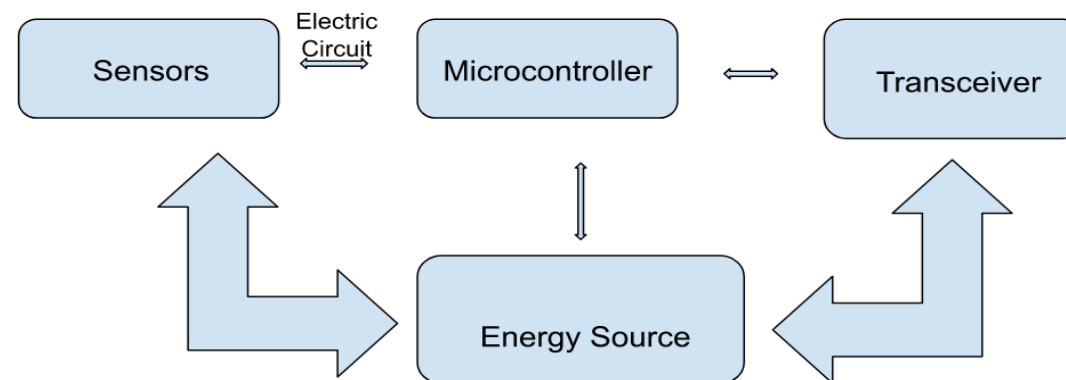 Electric
Circuit
Sensors
Microcontroller
Transceiver
Energy Source